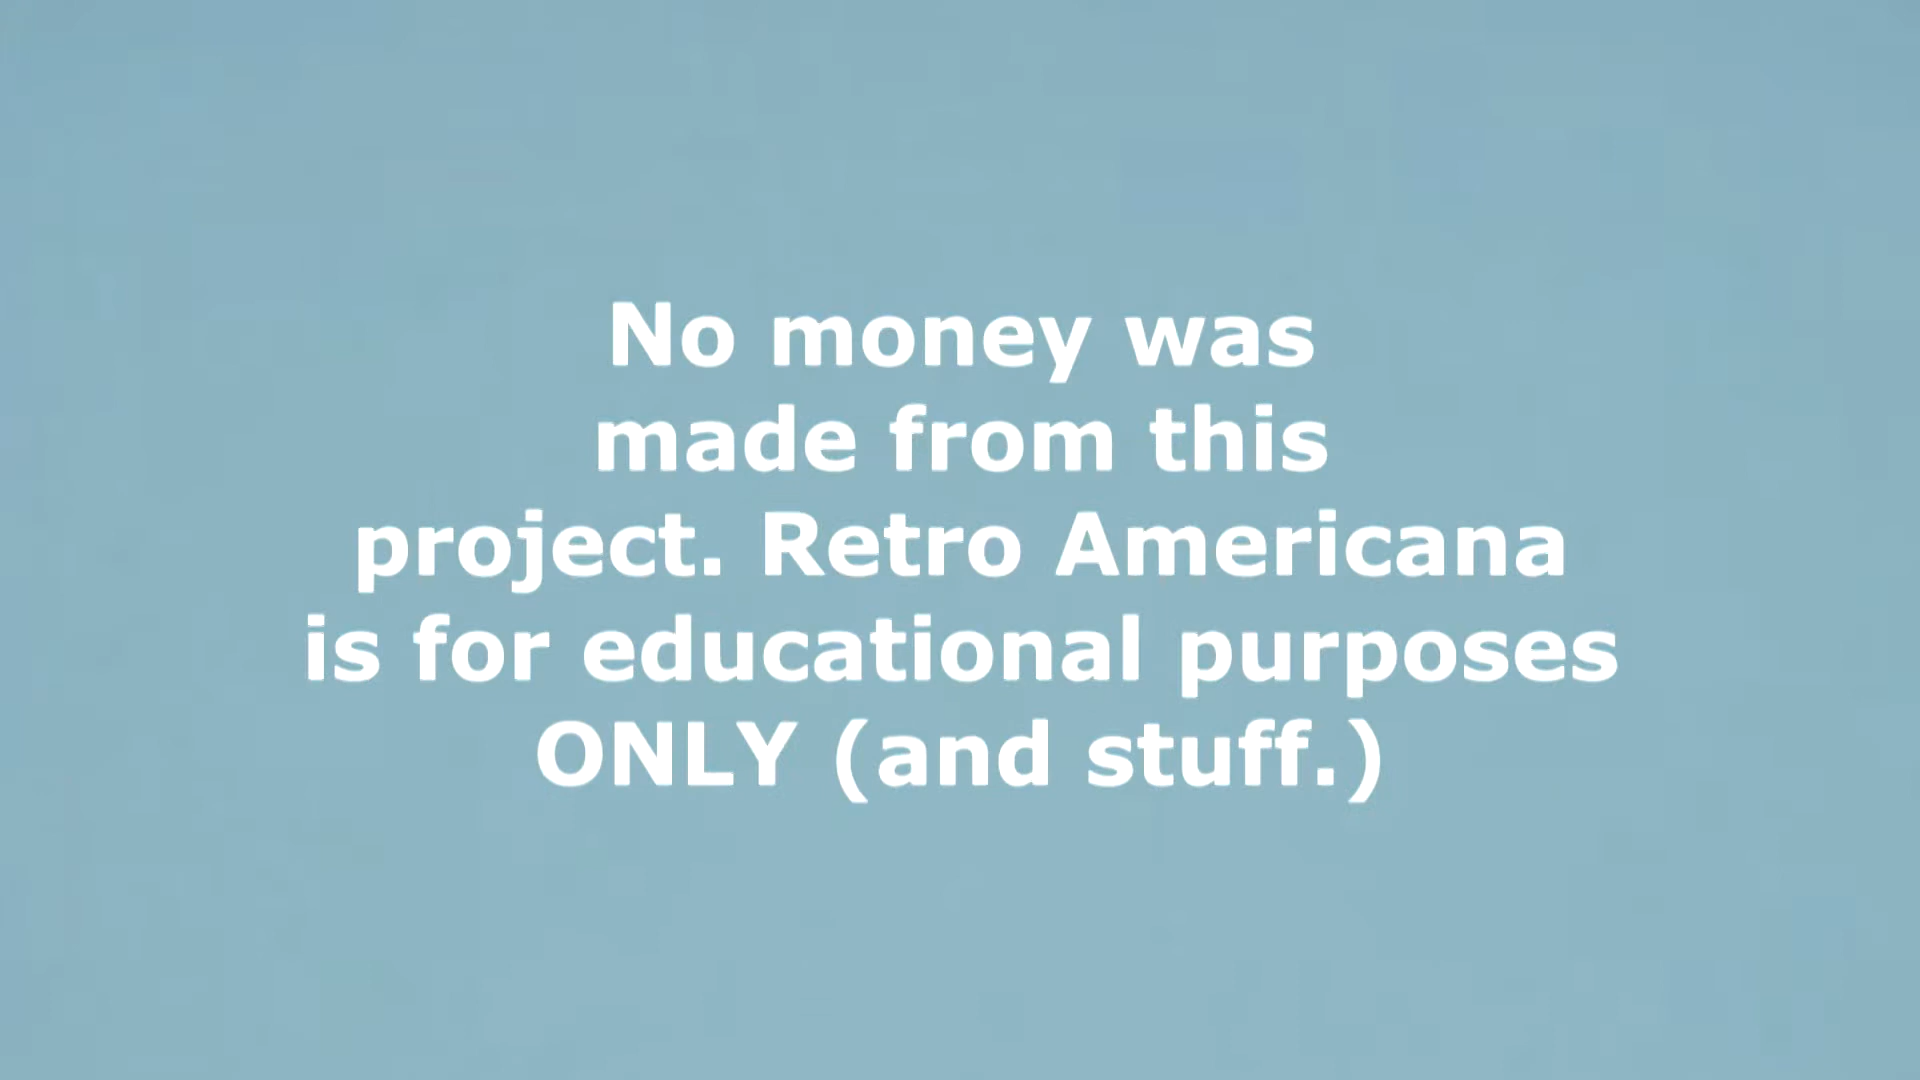 No money was
made from this
project. Retro Americana
is for educational purposes
ONLY (and stuff.)